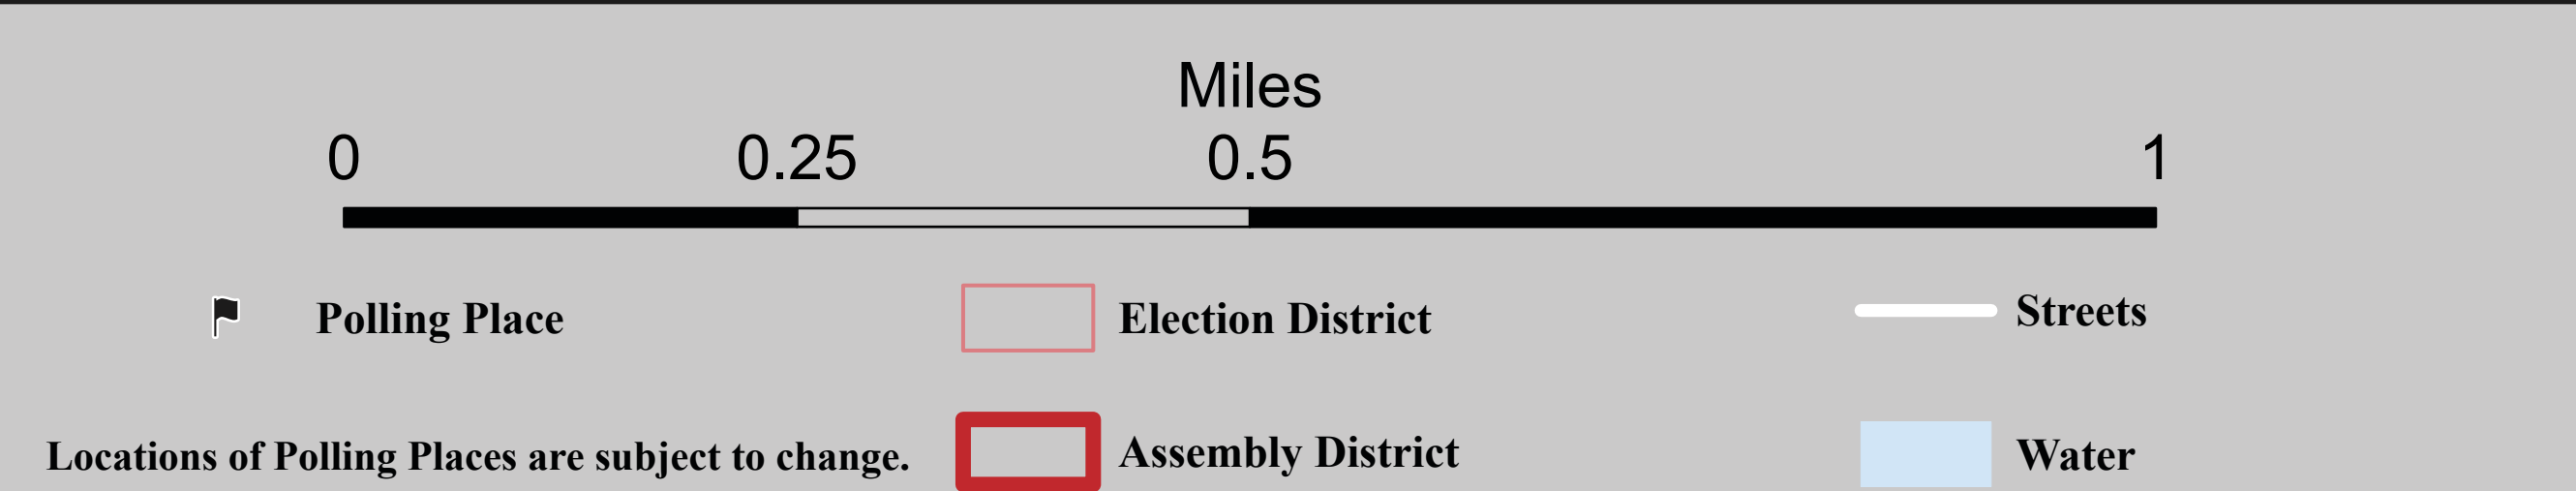 Miles
0 0.25 0.5 1
Polling Place Election District Streets
Locations of Polling Places are subject to change. Assembly District Water